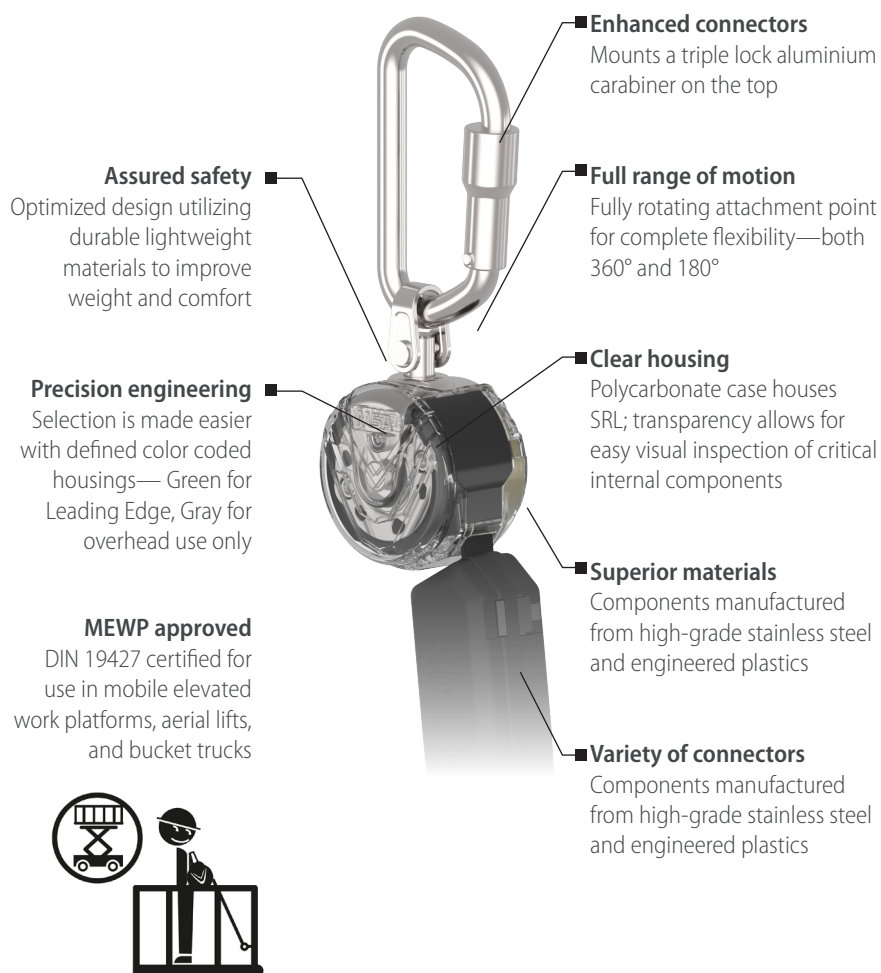 Enhanced connectors
Mounts a triple lock aluminium
carabiner on the top
Assured safety
Optimized design utilizing
durable lightweight
materials to improve
weight and comfort
Full range of motion
Fully rotating attachment point
for complete flexibility—both
360° and 180°
Precision engineering
Selection is made easier
with defined color coded
housings— Green for
Leading Edge, Gray for
overhead use only
Clear housing
Polycarbonate case houses
SRL; transparency allows for
easy visual inspection of critical
internal components
MSA
Superior materials
Components manufactured
from high-grade stainless steel
and engineered plastics
MEWP approved
DIN 19427 certified for
use in mobile elevated
work platforms, aerial lifts,
and bucket trucks
Variety of connectors
Components manufactured
from high-grade stainless steel
and engineered plastics